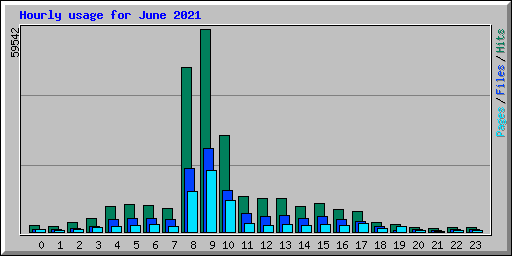 Hourly usage for June 2021
59542
Pages/Files/Hits
0 1 2 3 4 5 6 7 8 9 10 11 12 13 14 15 16 17 18 19 20 21 22 23